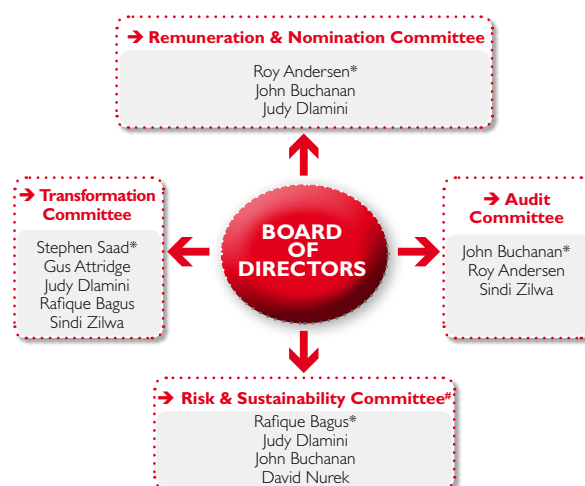 ➔ Remuneration & Nomination Committee
Roy Andersen*
John Buchanan
Judy Dlamini
➔ Transformation
Committee
Stephen Saad*
Gus Attridge
Judy Dlamini
Rafique Bagus
Sindi Zilwa
BOARD
OF
DIRECTORS
➔ Audit
Committee
John Buchanan*
Roy Andersen
Sindi Zilwa
➔ Risk & Sustainability Committee#
Rafique Bagus*
Judy Dlamini
John Buchanan
David Nurek